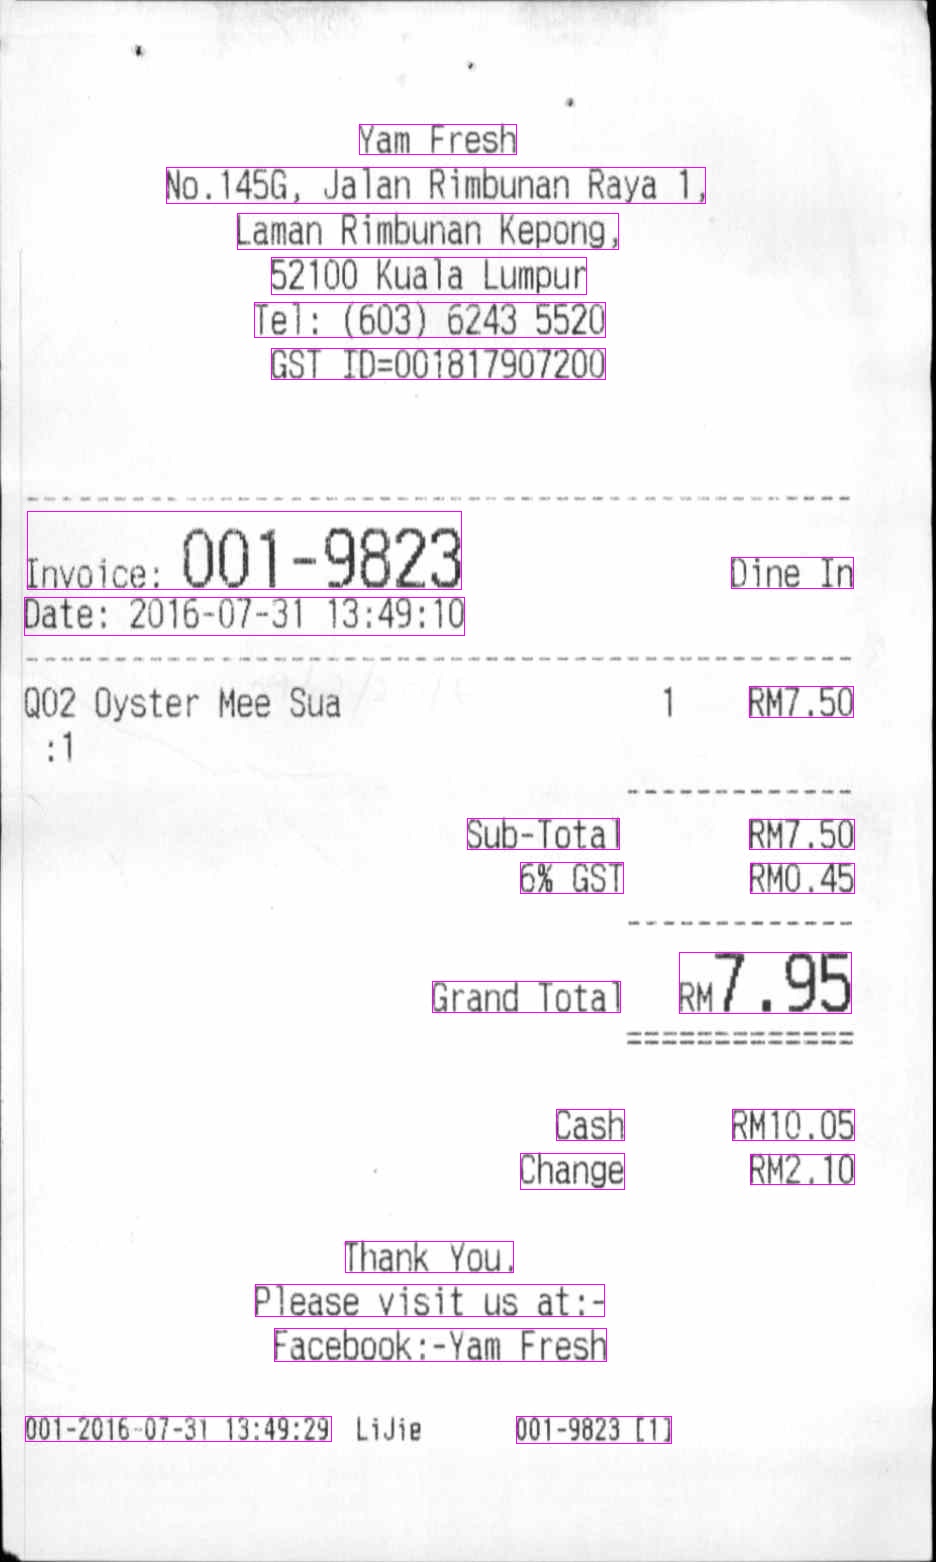 Yam Fresh
No.145G, Jalan Rimbunan Raya 1,
Laman Rimbunan Kepong,
52100 Kuala Lumpur
Tel: (603) 6243 5520
GST ID=001817907200
Invoice: 001-9823 Dine In
Date: 2016-07-31 13:49:10
Q02 Oyster Mee Sua 1 RM7.50
:1
Sub-Total RM7.50
6% GST RM0.45
Grand Total RM7.95
Cash RM10.05
Change RM2.10
Thank You.
Please visit us at:-
Facebook:-Yam Fresh
001-2016-07-31 13:49:29 LiJie 001-9823 [1]